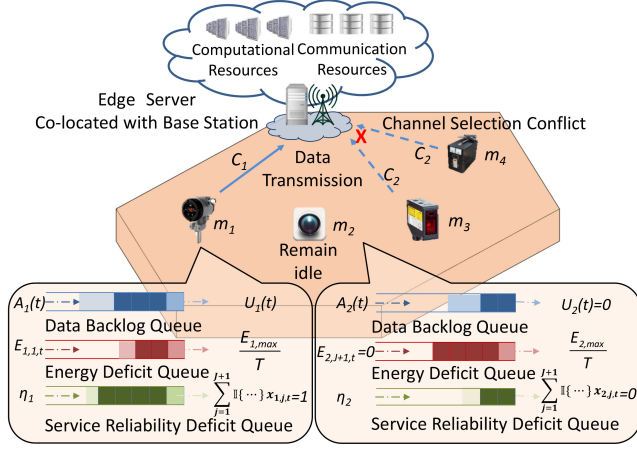 Computational Communication
Resources Resources
Edge Server
Co-located with Base Station
Channel Selection Conflict
X
C₁
Data
Transmission
C₂
C₂
m₄
m₁
m₂
m₃
Remain
idle
A₁(t) U₁(t)
Data Backlog Queue
E₁,₁,ₜ E₁,max / T
Energy Deficit Queue
η₁ ∑_{j=1}^{J+1} 𝕀{⋯} x₁,ⱼ,ₜ=1
Service Reliability Deficit Queue
A₂(t) U₂(t)=0
Data Backlog Queue
E₂,J+1,t=0 E₂,max / T
Energy Deficit Queue
η₂ ∑_{j=1}^{J+1} 𝕀{⋯} x₂,ⱼ,ₜ=0
Service Reliability Deficit Queue